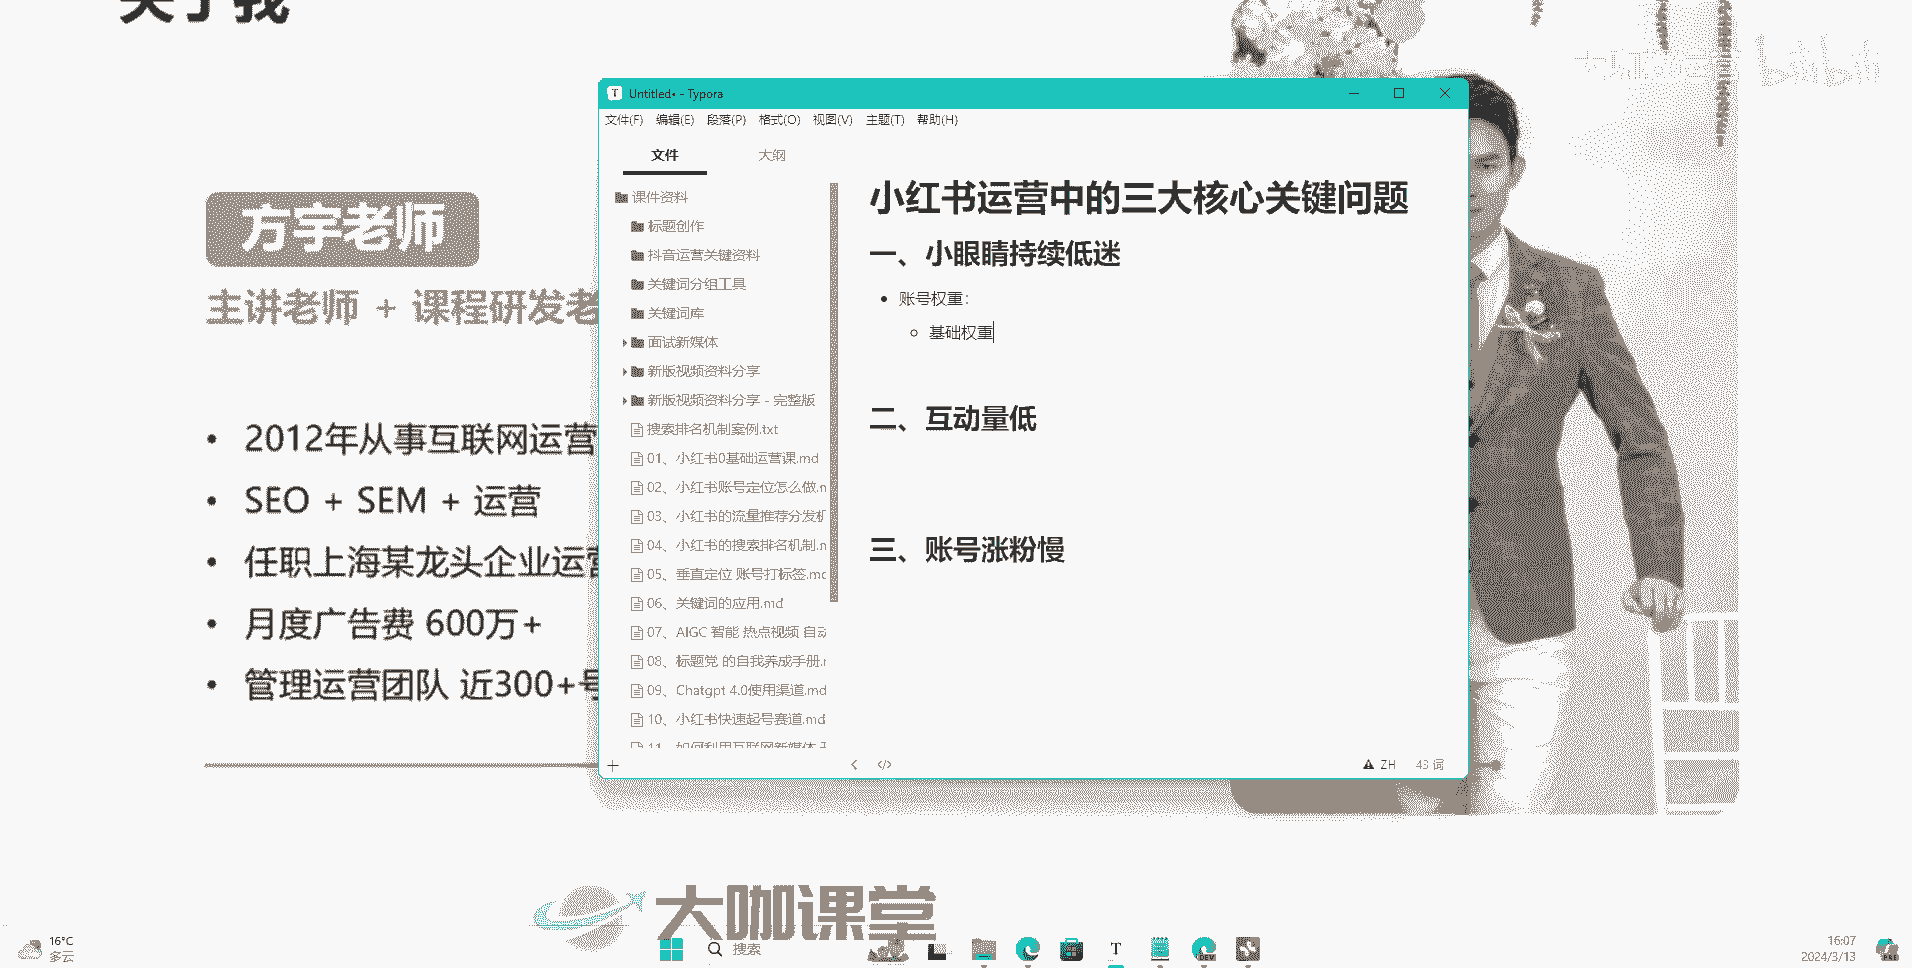 关于我
bilibili
方宇老师
主讲老师 + 课程研发老
• 2012年从事互联网运营
• SEO + SEM + 运营
• 任职上海某龙头企业运营
• 月度广告费 600万+
• 管理运营团队 近300+号
Untitled• - Typora
文件(F) 编辑(E) 段落(P) 格式(O) 视图(V) 主题(T) 帮助(H)
文件 大纲
课件资料
标题创作
抖音运营关键资料
关键词分组工具
关键词库
面试新媒体
新版视频资料分享
新版视频资料分享 - 完整版
搜索排名机制案例.txt
01、小红书0基础运营课.md
02、小红书账号定位怎么做.m
03、小红书的流量推荐分发机
04、小红书的搜索排名机制.m
05、垂直定位 账号打标签.mc
06、关键词的应用.md
07、AIGC 智能 热点视频 自动
08、标题党 的自我养成手册.r
09、Chatgpt 4.0使用渠道.md
10、小红书快速起号赛道.md
11、如何利用互联网新媒体
小红书运营中的三大核心关键问题
一、小眼睛持续低迷
• 账号权重：
◦ 基础权重
二、互动量低
三、账号涨粉慢
ZH 43 词
大咖课堂
16°C
多云
搜索
T
DEV
16:07
2024/3/13
PRE